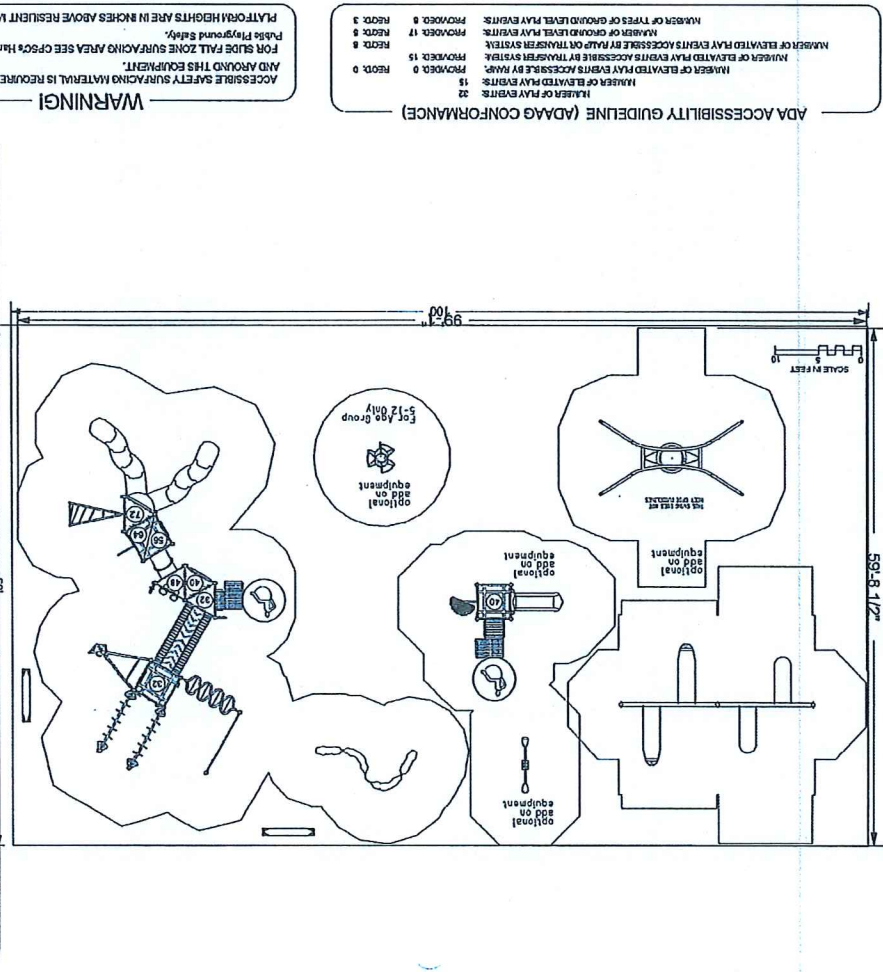 optional
add on
equipment
32
59'-8 1/2"
32
40
48
40
optional
add on
equipment
optional
add on
equipment
56
64
72
optional
add on
equipment
For Age Group
5-12 Only
SCALE IN FEET
0 5 10
99'-1"
100
ADA ACCESSIBILITY GUIDELINE (ADAAG CONFORMANCE)
NUMBER OF PLAY EVENTS: 32
NUMBER OF ELEVATED PLAY EVENTS: 15
NUMBER OF ELEVATED PLAY EVENTS ACCESSIBLE BY RAMP: PROVIDED: 0 REQ'D: 0
NUMBER OF ELEVATED PLAY EVENTS ACCESSIBLE BY TRANSFER SYSTEM: PROVIDED: 15
NUMBER OF ELEVATED PLAY EVENTS ACCESSIBLE BY RAMP OR TRANSFER SYSTEM: REQ'D: 8
NUMBER OF GROUND LEVEL PLAY EVENTS: PROVIDED: 17 REQ'D: 5
NUMBER OF TYPES OF GROUND LEVEL PLAY EVENTS: PROVIDED: 6 REQ'D: 3
WARNING!
ACCESSIBLE SAFETY SURFACING MATERIAL IS REQUIRE
AND AROUND THIS EQUIPMENT.
FOR SLIDE FALL ZONE SURFACING AREA SEE CPSC's Han
Public Playground Safety.
PLATFORM HEIGHTS ARE IN INCHES ABOVE RESILIENT M